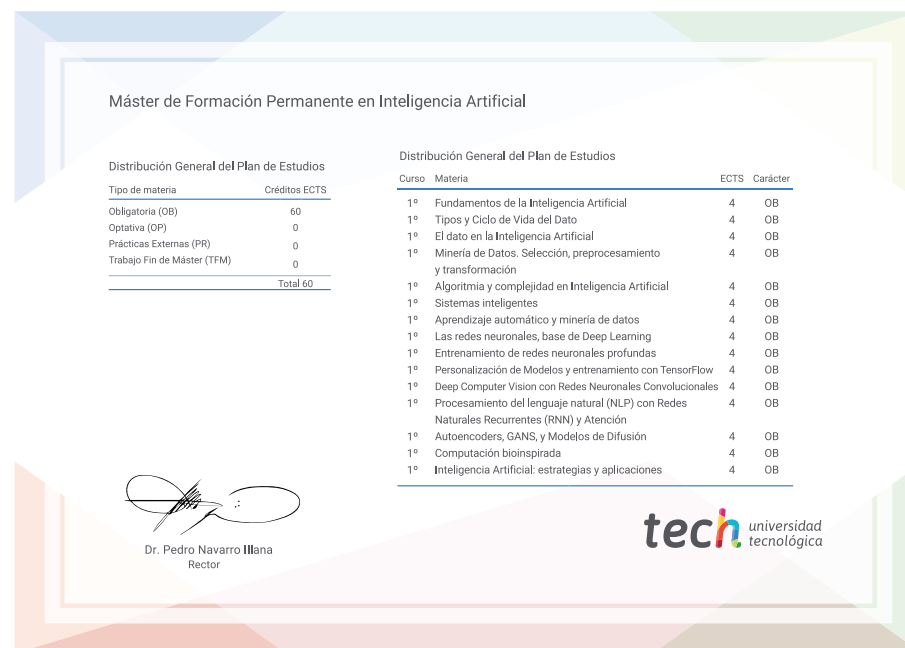 Máster de Formación Permanente en Inteligencia Artificial
Distribución General del Plan de Estudios
Tipo de materia Créditos ECTS
Obligatoria (OB) 60
Optativa (OP) 0
Prácticas Externas (PR) 0
Trabajo Fin de Máster (TFM) 0
Total 60
Distribución General del Plan de Estudios
Curso Materia ECTS Carácter
1º Fundamentos de la Inteligencia Artificial 4 OB
1º Tipos y Ciclo de Vida del Dato 4 OB
1º El dato en la Inteligencia Artificial 4 OB
1º Minería de Datos. Selección, preprocesamiento 4 OB
y transformación
1º Algoritmia y complejidad en Inteligencia Artificial 4 OB
1º Sistemas inteligentes 4 OB
1º Aprendizaje automático y minería de datos 4 OB
1º Las redes neuronales, base de Deep Learning 4 OB
1º Entrenamiento de redes neuronales profundas 4 OB
1º Personalización de Modelos y entrenamiento con TensorFlow 4 OB
1º Deep Computer Vision con Redes Neuronales Convolucionales 4 OB
1º Procesamiento del lenguaje natural (NLP) con Redes 4 OB
Naturales Recurrentes (RNN) y Atención
1º Autoencoders, GANS, y Modelos de Difusión 4 OB
1º Computación bioinspirada 4 OB
1º Inteligencia Artificial: estrategias y aplicaciones 4 OB
Dr. Pedro Navarro Illana
Rector
tech universidad
tecnológica